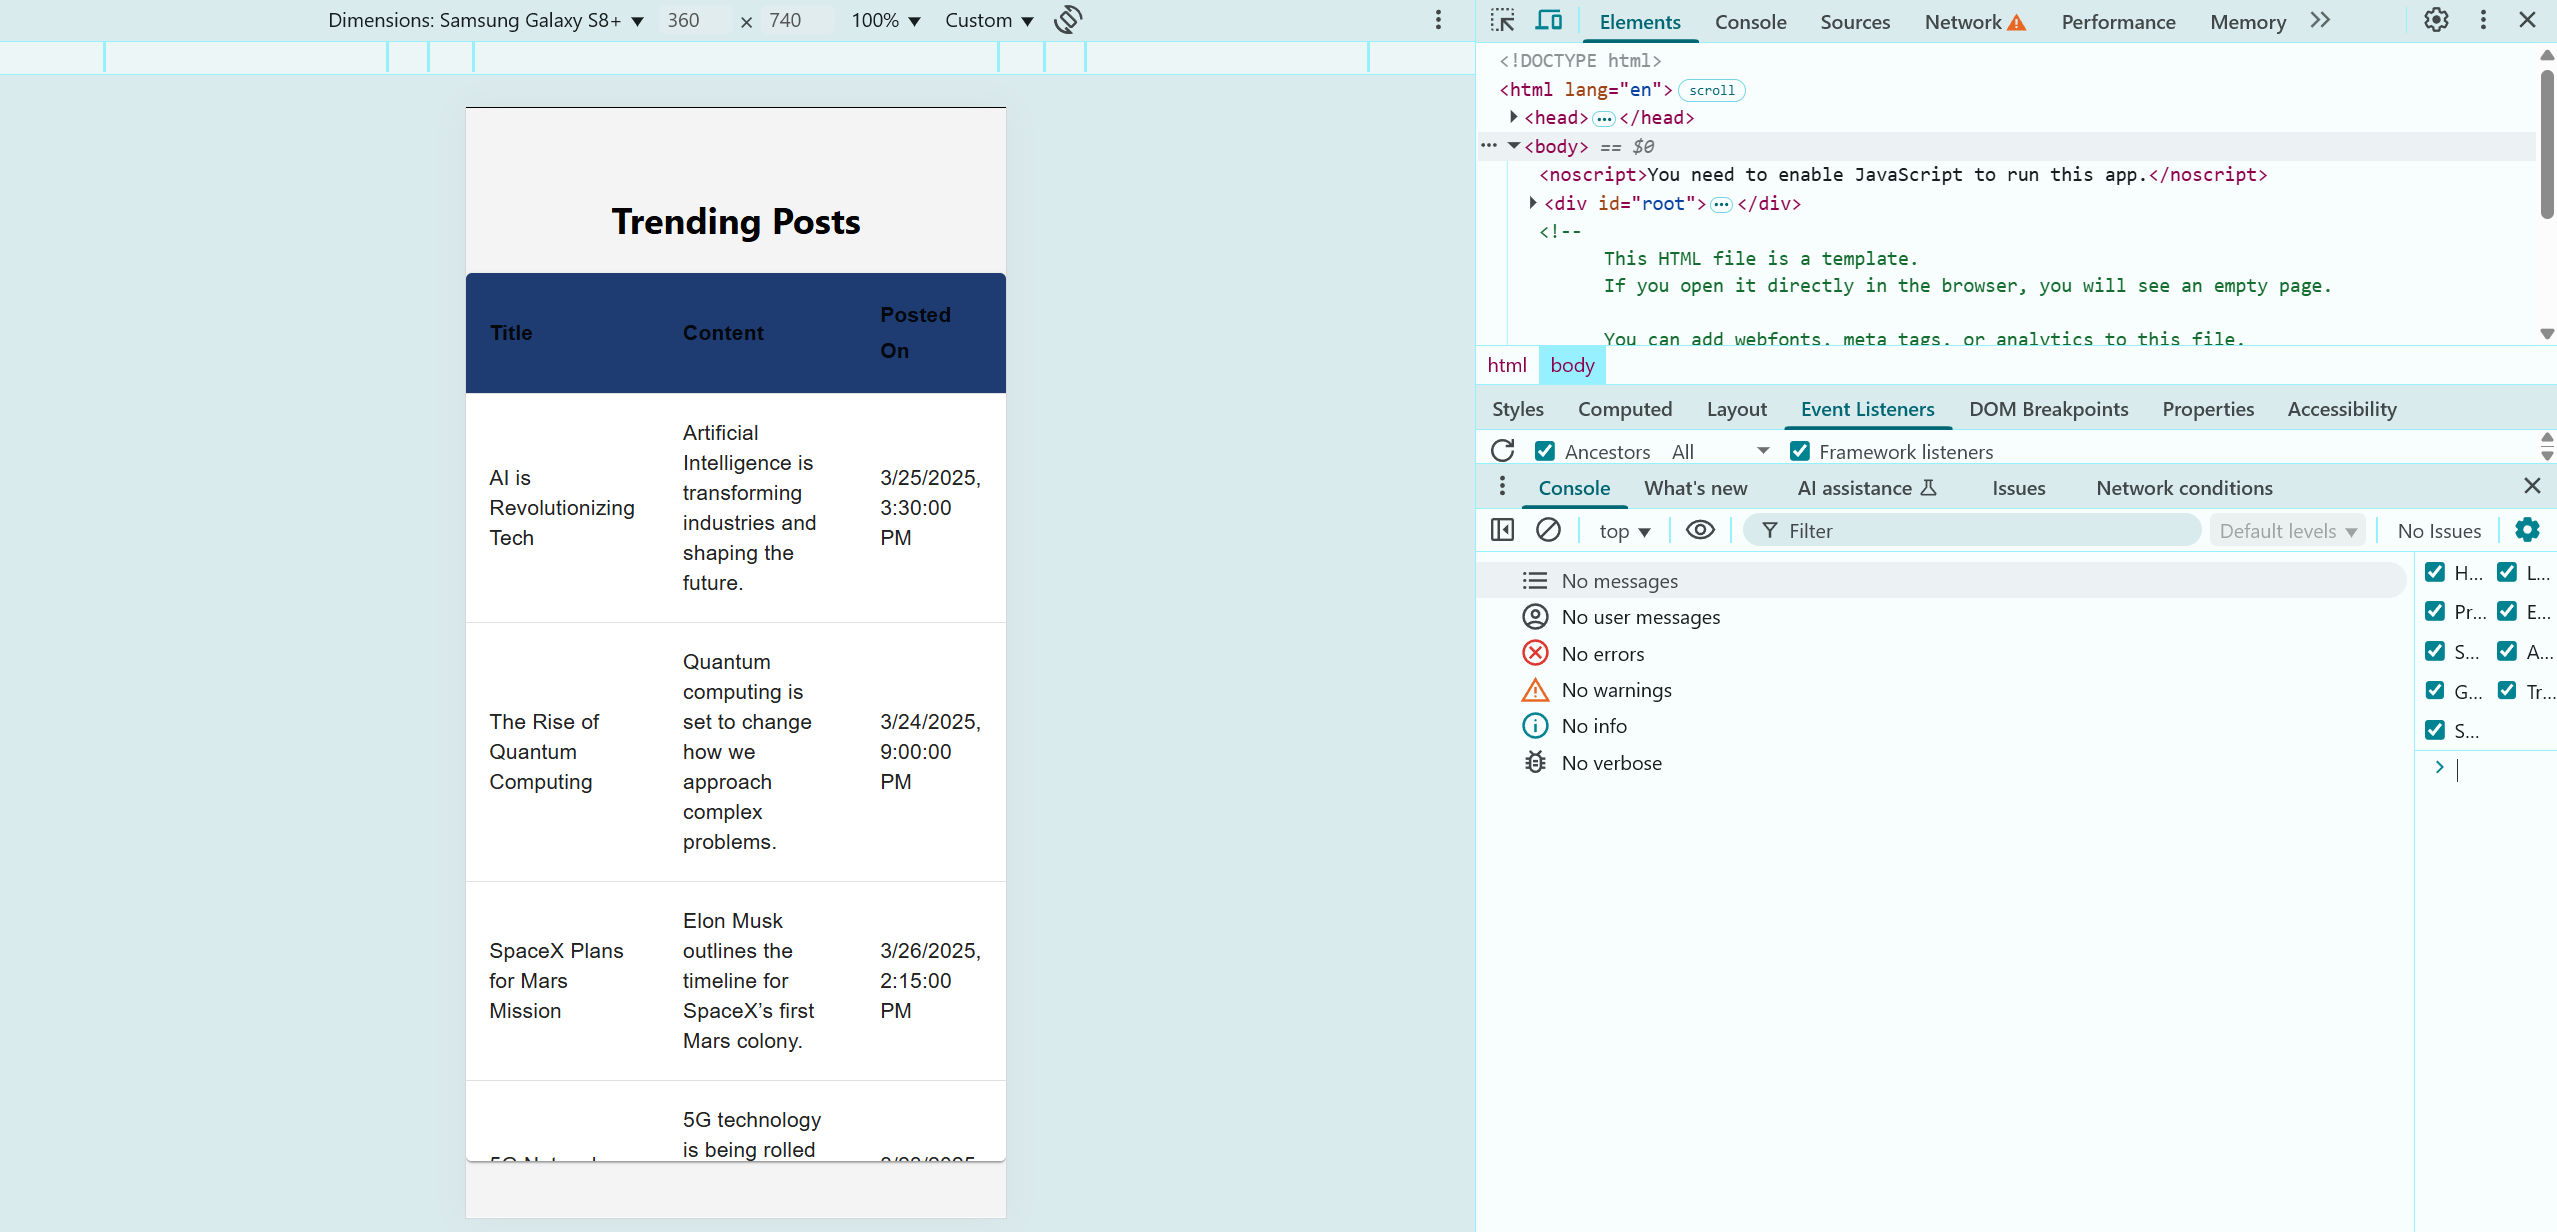 Dimensions: Samsung Galaxy S8+ ▼ 360 × 740 100% ▼ Custom ▼
Trending Posts
Title Content Posted On
AI is Revolutionizing Tech
Artificial Intelligence is transforming industries and shaping the future.
3/25/2025, 3:30:00 PM
The Rise of Quantum Computing
Quantum computing is set to change how we approach complex problems.
3/24/2025, 9:00:00 PM
SpaceX Plans for Mars Mission
Elon Musk outlines the timeline for SpaceX’s first Mars colony.
3/26/2025, 2:15:00 PM
5G technology is being rolled
Elements Console Sources Network Performance Memory
<!DOCTYPE html>
<html lang="en"> scroll
<head> ··· </head>
··· <body> == $0
<noscript>You need to enable JavaScript to run this app.</noscript>
<div id="root"> ··· </div>
<!--
This HTML file is a template.
If you open it directly in the browser, you will see an empty page.
You can add webfonts, meta tags, or analytics to this file.
html body
Styles Computed Layout Event Listeners DOM Breakpoints Properties Accessibility
Ancestors All Framework listeners
Console What's new AI assistance Issues Network conditions
top ▼ Filter Default levels ▼ No Issues
No messages
No user messages
No errors
No warnings
No info
No verbose
H... L...
Pr... E...
S... A...
G... Tr...
S...
>